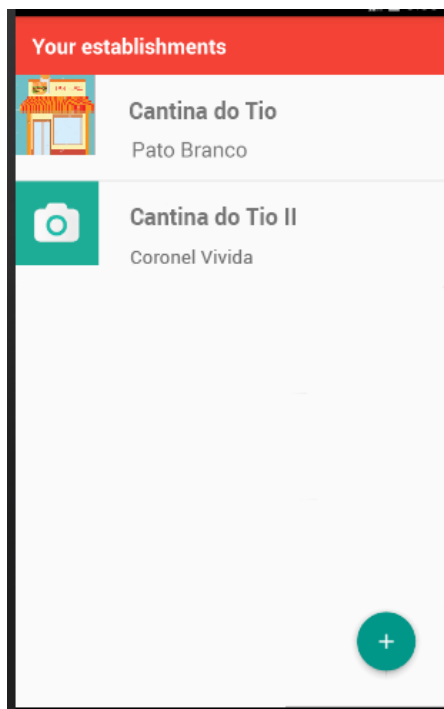 Your establishments
Cantina do Tio
Pato Branco
Cantina do Tio II
Coronel Vivida
+